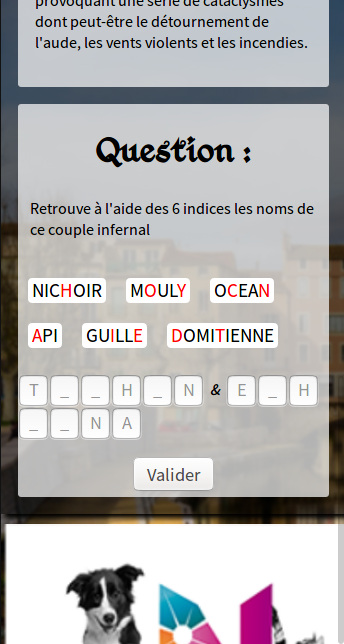 provoquant une série de cataclysmes
dont peut-être le détournement de
l'aude, les vents violents et les incendies.
Question :
Retrouve à l'aide des 6 indices les noms de
ce couple infernal
NICHOIR MOULY OCEAN
API GUILLE DOMITIENNE
T _ _ H _ N & E _ H
_ _ N A
Valider